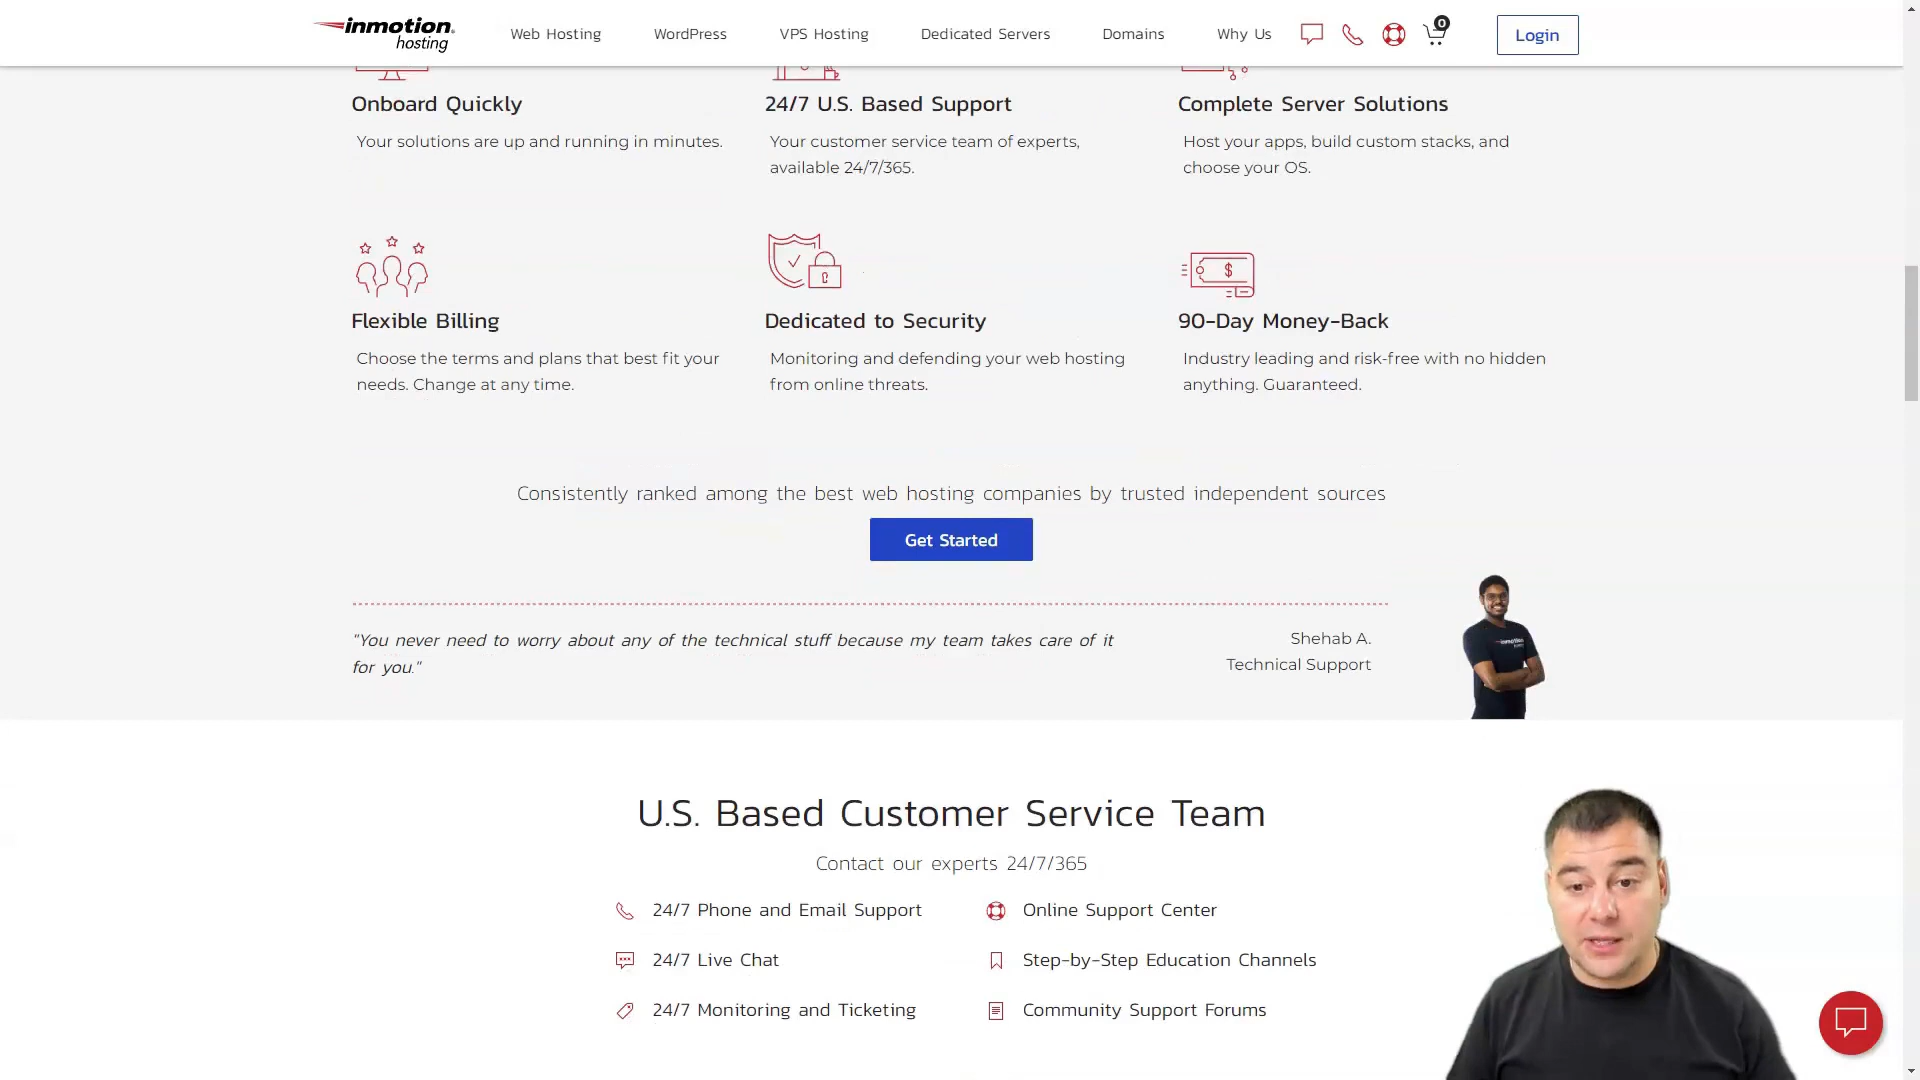 inmotion hosting
Web Hosting
WordPress
VPS Hosting
Dedicated Servers
Domains
Why Us
0
Login
Onboard Quickly
Your solutions are up and running in minutes.
24/7 U.S. Based Support
Your customer service team of experts,
available 24/7/365.
Complete Server Solutions
Host your apps, build custom stacks, and
choose your OS.
Flexible Billing
Choose the terms and plans that best fit your
needs. Change at any time.
Dedicated to Security
Monitoring and defending your web hosting
from online threats.
$
90-Day Money-Back
Industry leading and risk-free with no hidden
anything. Guaranteed.
Consistently ranked among the best web hosting companies by trusted independent sources
Get Started
"You never need to worry about any of the technical stuff because my team takes care of it
for you."
Shehab A.
Technical Support
inmotion
U.S. Based Customer Service Team
Contact our experts 24/7/365
24/7 Phone and Email Support
Online Support Center
24/7 Live Chat
Step-by-Step Education Channels
24/7 Monitoring and Ticketing
Community Support Forums